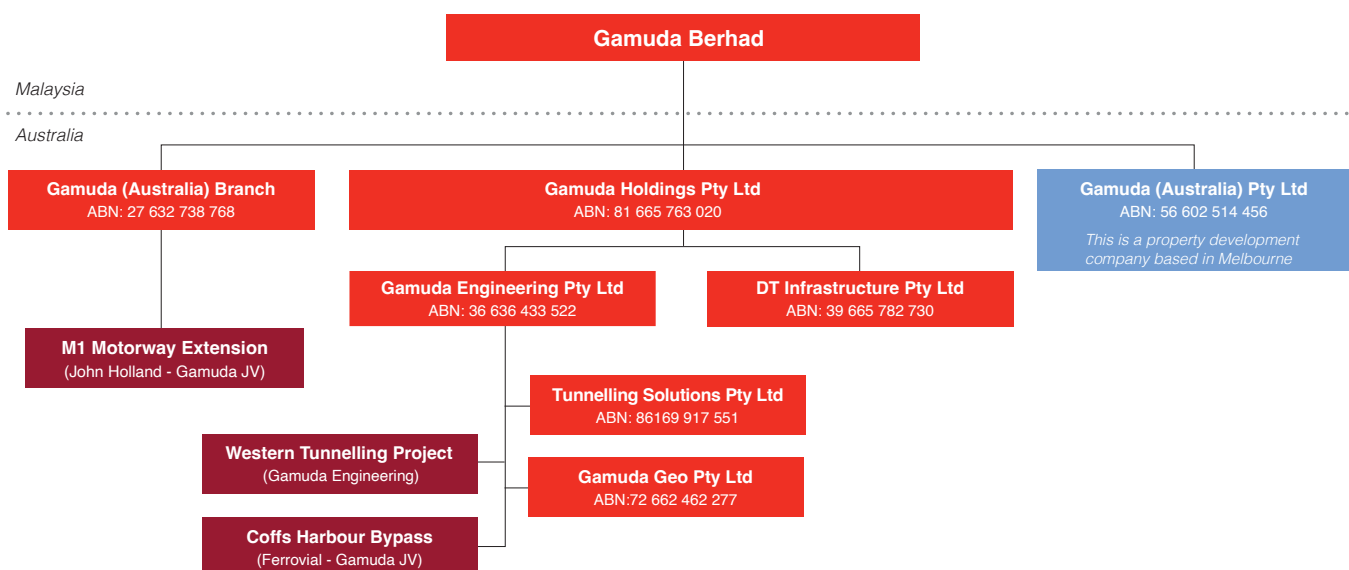 Gamuda Berhad
Malaysia
Australia
Gamuda (Australia) Branch
ABN: 27 632 738 768
Gamuda Holdings Pty Ltd
ABN: 81 665 763 020
Gamuda (Australia) Pty Ltd
ABN: 56 602 514 456
This is a property development
company based in Melbourne
Gamuda Engineering Pty Ltd
ABN: 36 636 433 522
DT Infrastructure Pty Ltd
ABN: 39 665 782 730
M1 Motorway Extension
(John Holland - Gamuda JV)
Tunnelling Solutions Pty Ltd
ABN: 86169 917 551
Western Tunnelling Project
(Gamuda Engineering)
Gamuda Geo Pty Ltd
ABN:72 662 462 277
Coffs Harbour Bypass
(Ferrovial - Gamuda JV)